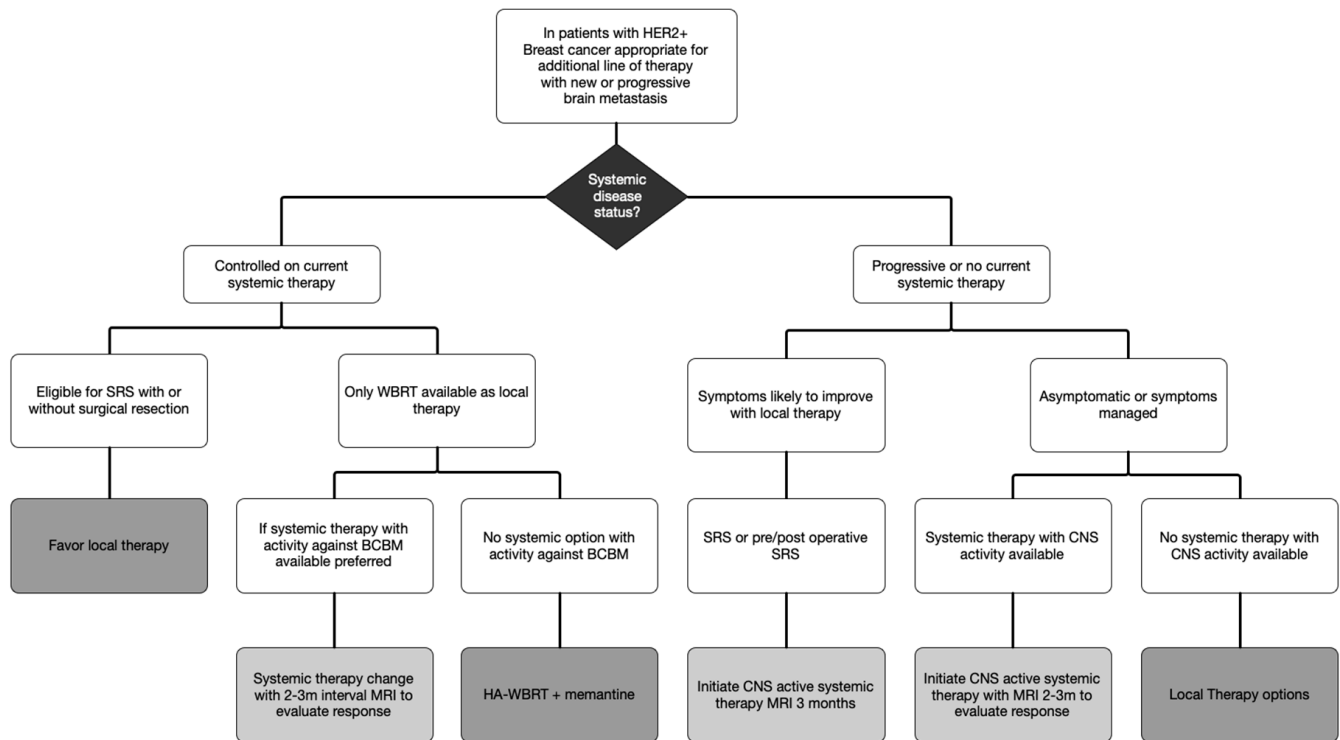 In patients with HER2+
Breast cancer appropriate for
additional line of therapy
with new or progressive
brain metastasis
Systemic
disease
status?
Controlled on current
systemic therapy
Progressive or no current
systemic therapy
Eligible for SRS with or
without surgical resection
Only WBRT available as local
therapy
Symptoms likely to improve
with local therapy
Asymptomatic or symptoms
managed
Favor local therapy
If systemic therapy with
activity against BCBM
available preferred
No systemic option with
activity against BCBM
SRS or pre/post operative
SRS
Systemic therapy with CNS
activity available
No systemic therapy with
CNS activity available
Systemic therapy change
with 2-3m interval MRI to
evaluate response
HA-WBRT + memantine
Initiate CNS active systemic
therapy MRI 3 months
Initiate CNS active systemic
therapy with MRI 2-3m to
evaluate response
Local Therapy options